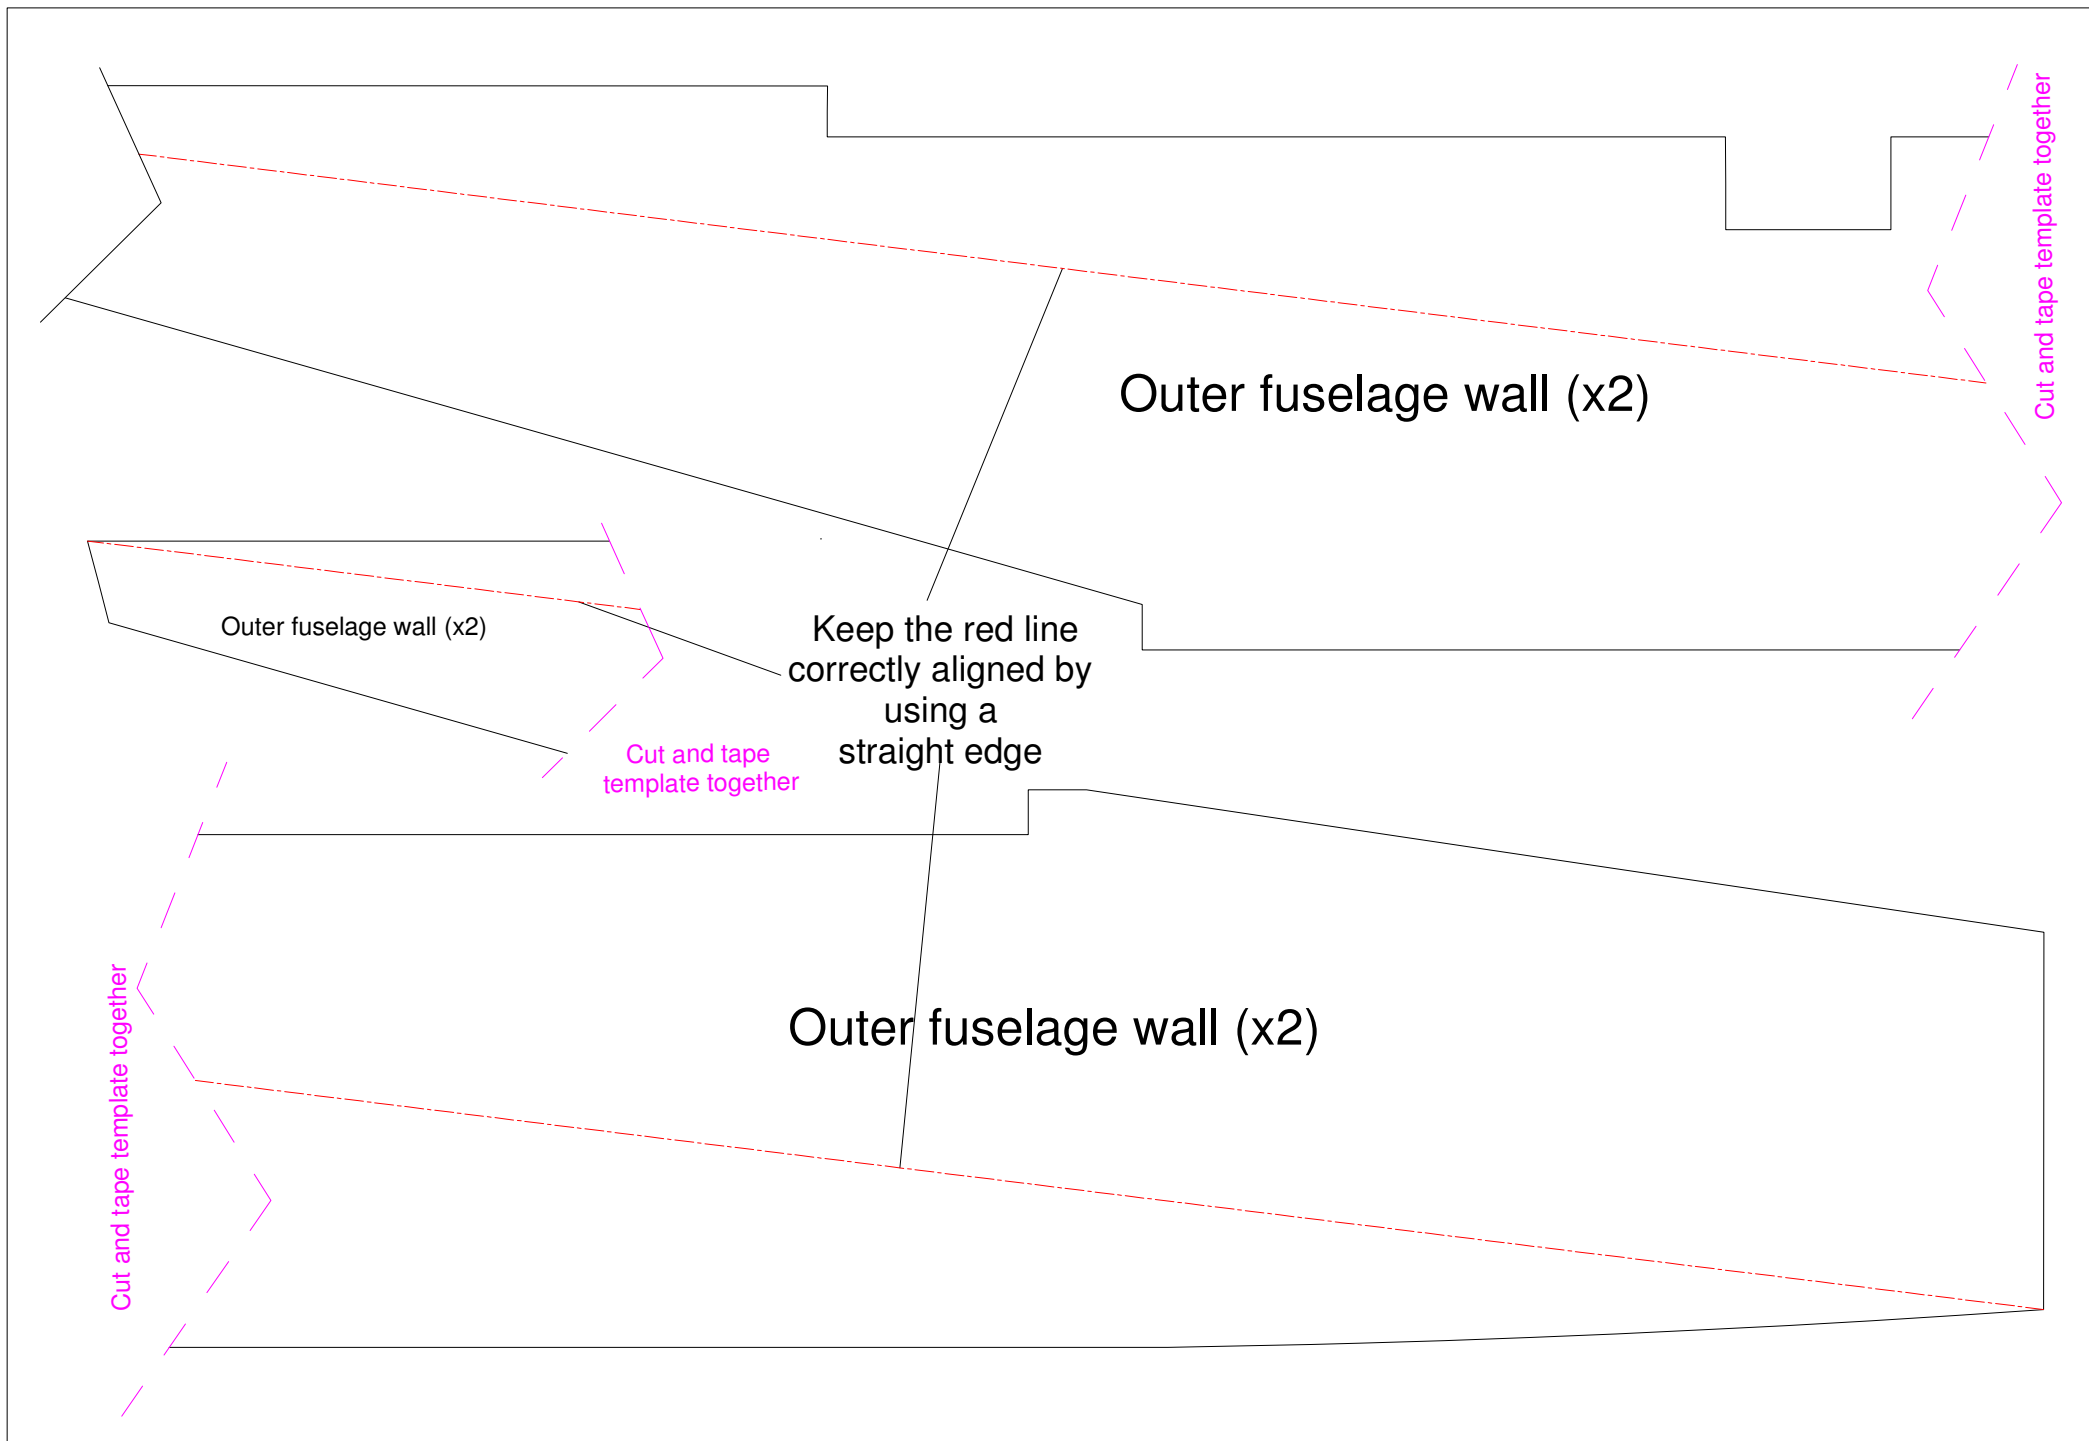 Cut and tape template together
Outer fuselage wall (x2)
Outer fuselage wall (x2)
Keep the red line
correctly aligned by
using a
straight edge
Cut and tape
template together
Cut and tape template together
Outer fuselage wall (x2)